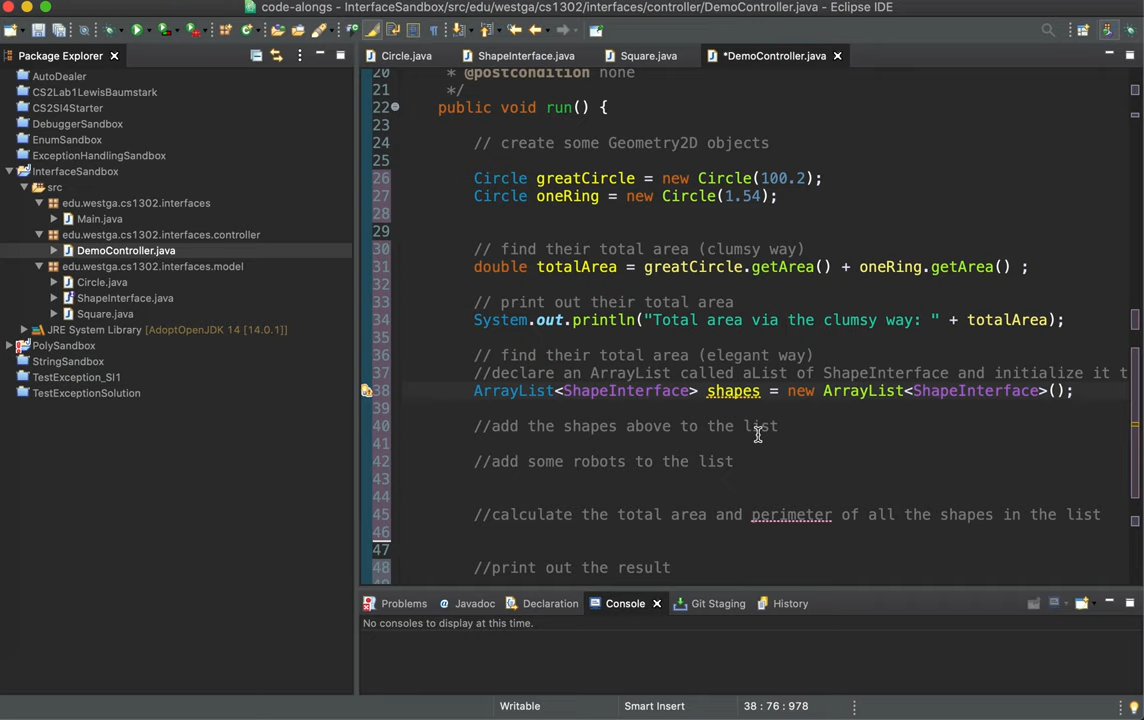 code-alongs - InterfaceSandbox/src/edu/westga/cs1302/interfaces/controller/DemoController.java - Eclipse IDE
Package Explorer
Circle.java
ShapeInterface.java
Square.java
*DemoController.java
AutoDealer
CS2Lab1LewisBaumstark
CS2SI4Starter
DebuggerSandbox
EnumSandbox
ExceptionHandlingSandbox
InterfaceSandbox
src
edu.westga.cs1302.interfaces
Main.java
edu.westga.cs1302.interfaces.controller
DemoController.java
edu.westga.cs1302.interfaces.model
Circle.java
ShapeInterface.java
Square.java
JRE System Library [AdoptOpenJDK 14 [14.0.1]]
PolySandbox
StringSandbox
TestException_SI1
TestExceptionSolution
20 * @postcondition none
21 */
22 public void run() {
23
24 // create some Geometry2D objects
25
26 Circle greatCircle = new Circle(100.2);
27 Circle oneRing = new Circle(1.54);
28
29
30 // find their total area (clumsy way)
31 double totalArea = greatCircle.getArea() + oneRing.getArea() ;
32
33 // print out their total area
34 System.out.println("Total area via the clumsy way: " + totalArea);
35
36 // find their total area (elegant way)
37 //declare an ArrayList called aList of ShapeInterface and initialize it t
38 ArrayList<ShapeInterface> shapes = new ArrayList<ShapeInterface>();
39
40 //add the shapes above to the list
41
42 //add some robots to the list
43
44
45 //calculate the total area and perimeter of all the shapes in the list
46
47
48 //print out the result
Problems
@ Javadoc
Declaration
Console
Git Staging
History
No consoles to display at this time.
Writable
Smart Insert
38 : 76 : 978